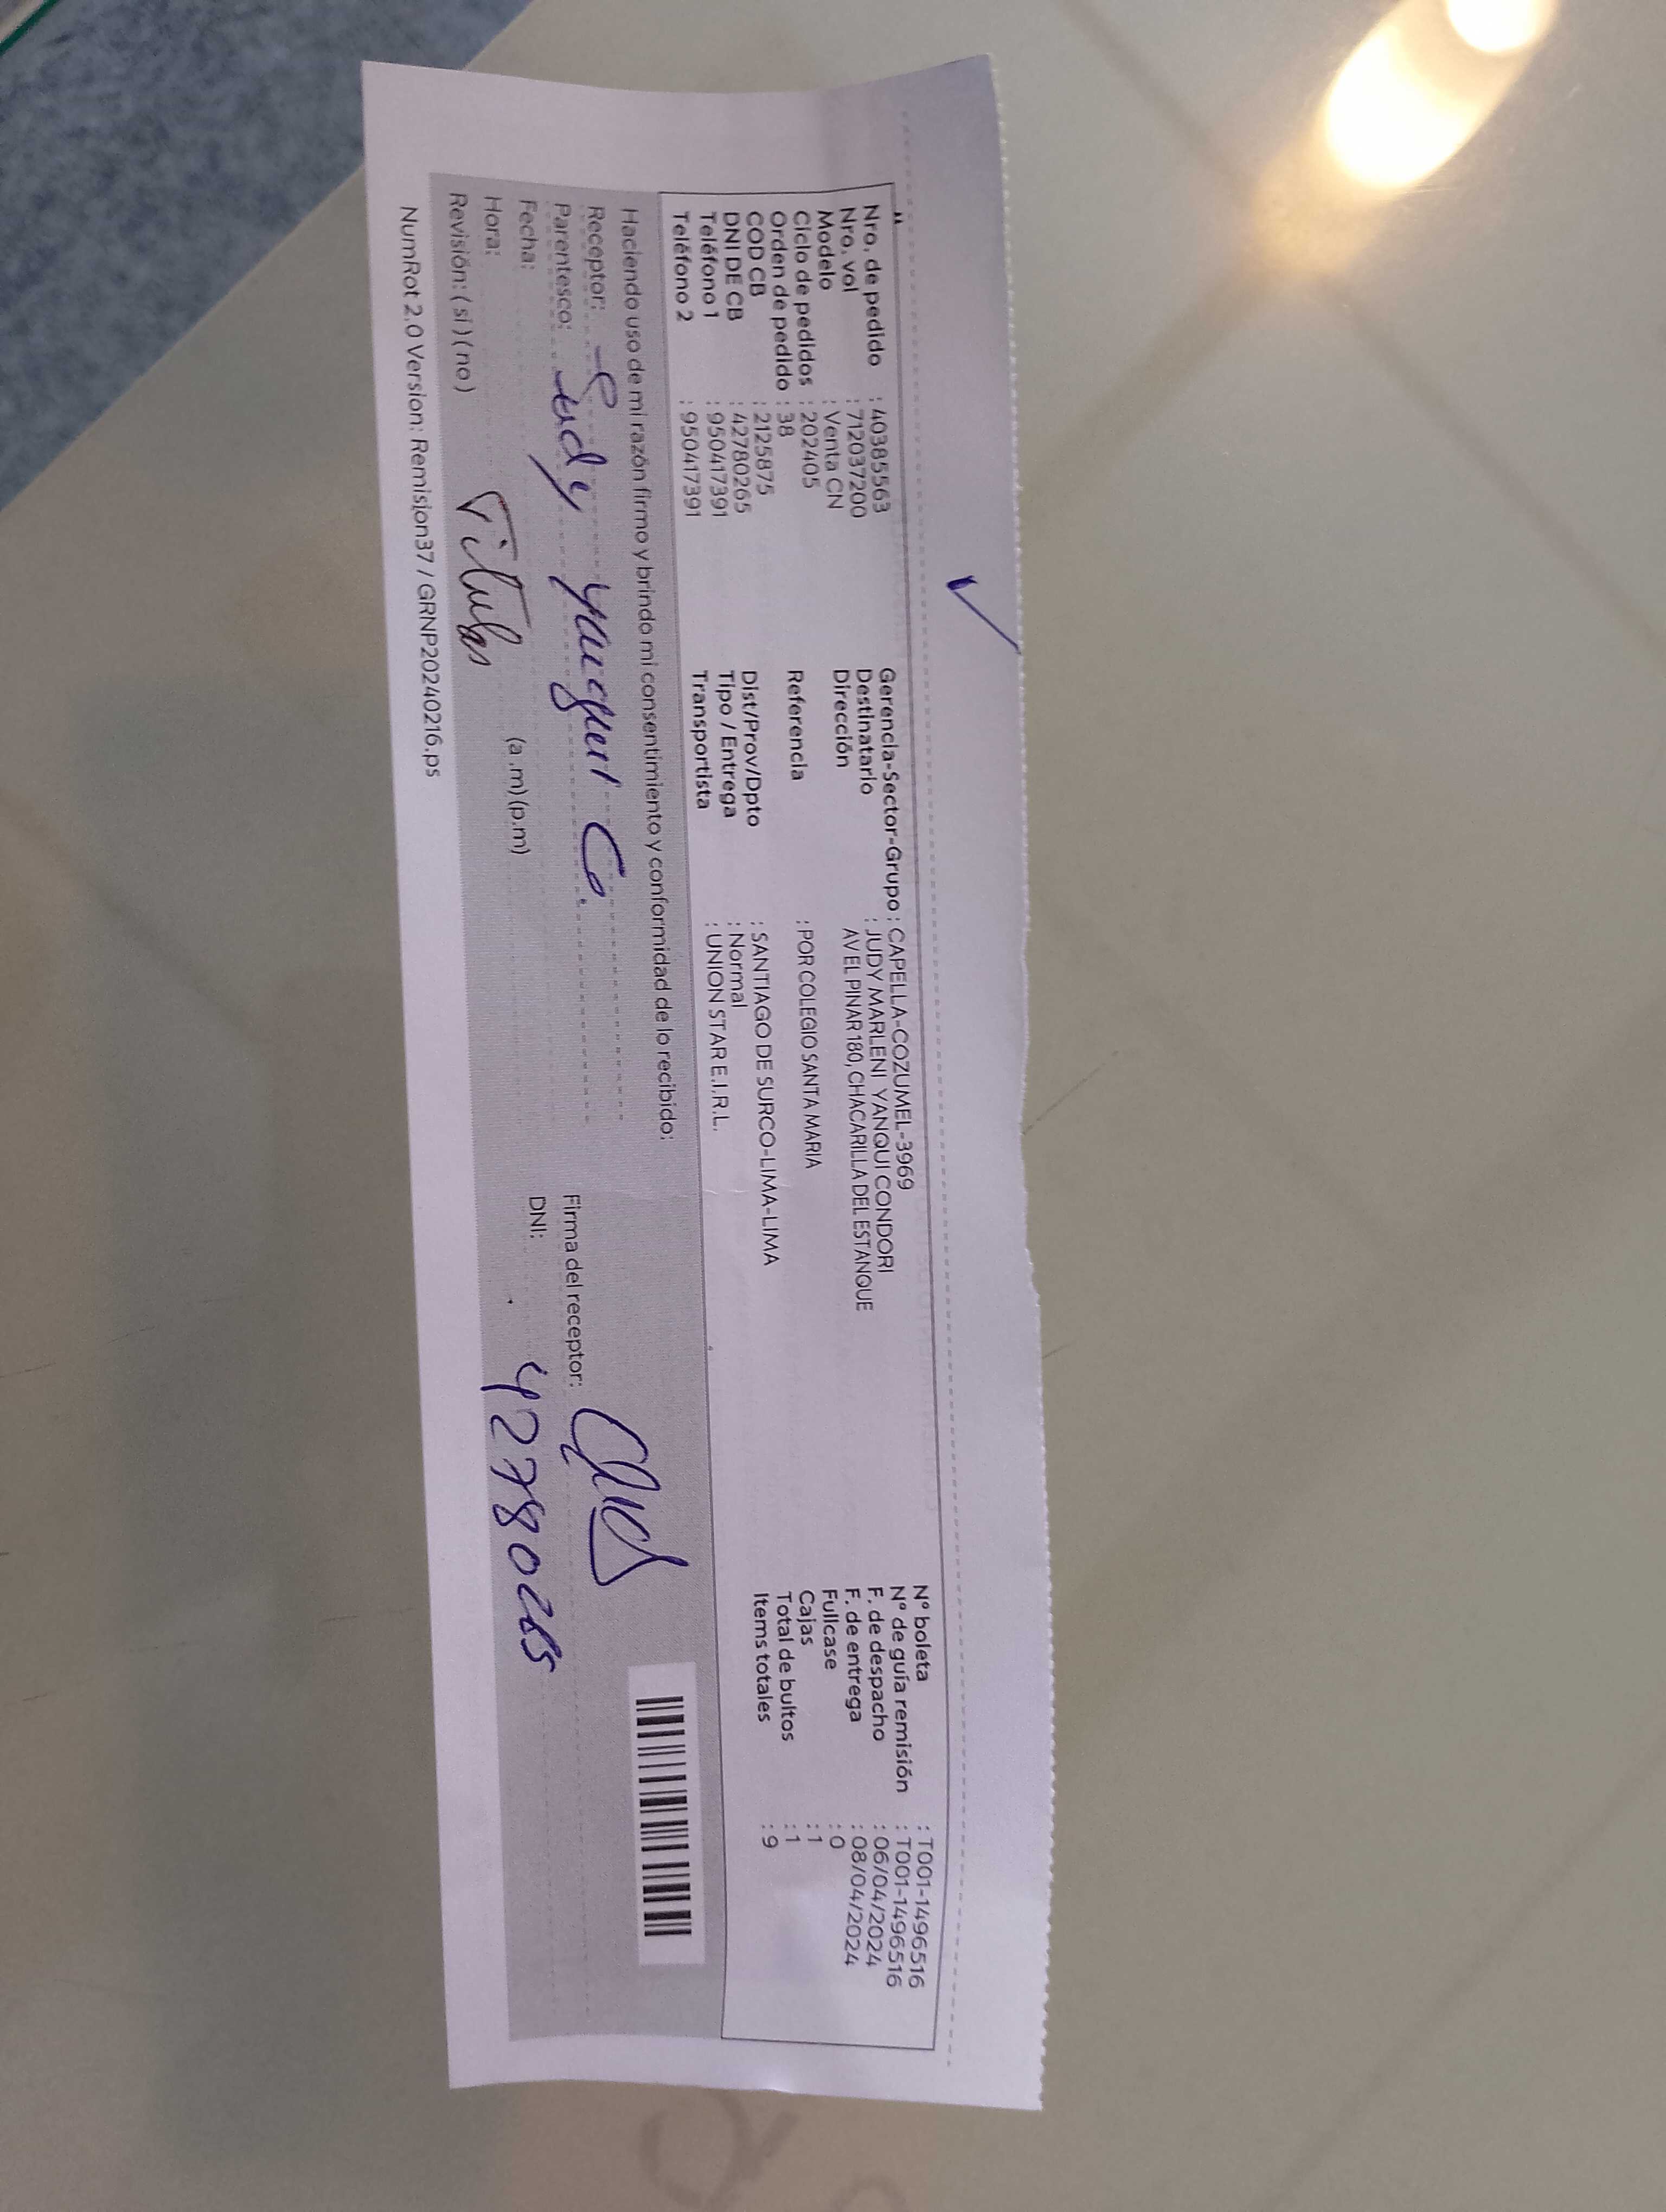 Nro. de pedido : 40385563
Nro. vol : 712037200
Modelo : Venta CN
Ciclo de pedidos : 202405
Orden de pedido : 38
COD CB : 2125875
DNI DE CB : 42780265
Teléfono 1 : 950417391
Teléfono 2 : 950417391
Gerencia-Sector-Grupo : CAPELLA-COZUMEL-3969
Destinatario : JUDY MARLENI YANQUI CONDORI
Dirección AV EL PINAR 180, CHACARILLA DEL ESTANQUE
Referencia : POR COLEGIO SANTA MARIA
Dist/Prov/Dpto : SANTIAGO DE SURCO-LIMA-LIMA
Tipo / Entrega : Normal
Transportista : UNION STAR E.I.R.L.
N° boleta : T001-1496516
N° de guía remisión : T001-1496516
F. de despacho : 06/04/2024
F. de entrega : 08/04/2024
Fullcase : 0
Cajas : 1
Total de bultos : 1
Items totales : 9
Haciendo uso de mi razón firmo y brindo mi consentimiento y conformidad de lo recibido:
Receptor: Judy Yanqui C.
Parentesco:
Fecha:
Hora: (a.m)(p.m)
Revisión: ( si ) ( no )
Titular
Firma del receptor:
DNI: 42780265
NumRot 2.0 Version: Remision37 / GRNP20240216.ps